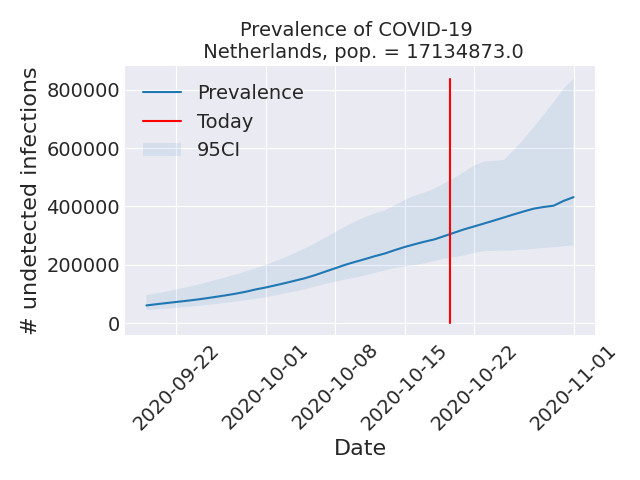 Prevalence of COVID-19
Netherlands, pop. = 17134873.0
# undetected infections
800000
600000
400000
200000
0
Prevalence
Today
95CI
2020-09-22
2020-10-01
2020-10-08
2020-10-15
2020-10-22
2020-11-01
Date